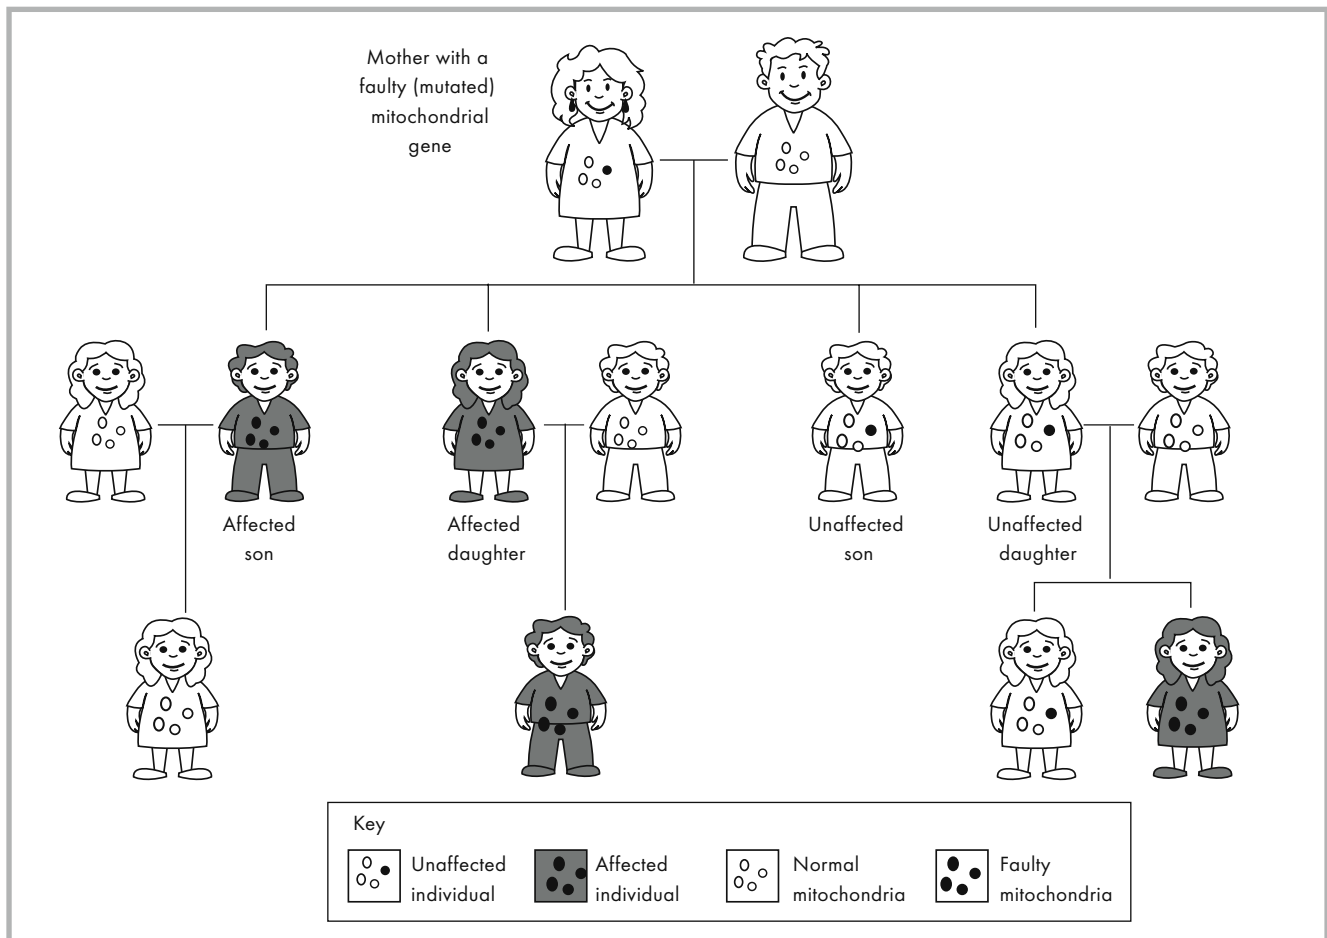 Mother with a
faulty (mutated)
mitochondrial
gene
Affected
son
Affected
daughter
Unaffected
son
Unaffected
daughter
Key
Unaffected
individual
Affected
individual
Normal
mitochondria
Faulty
mitochondria